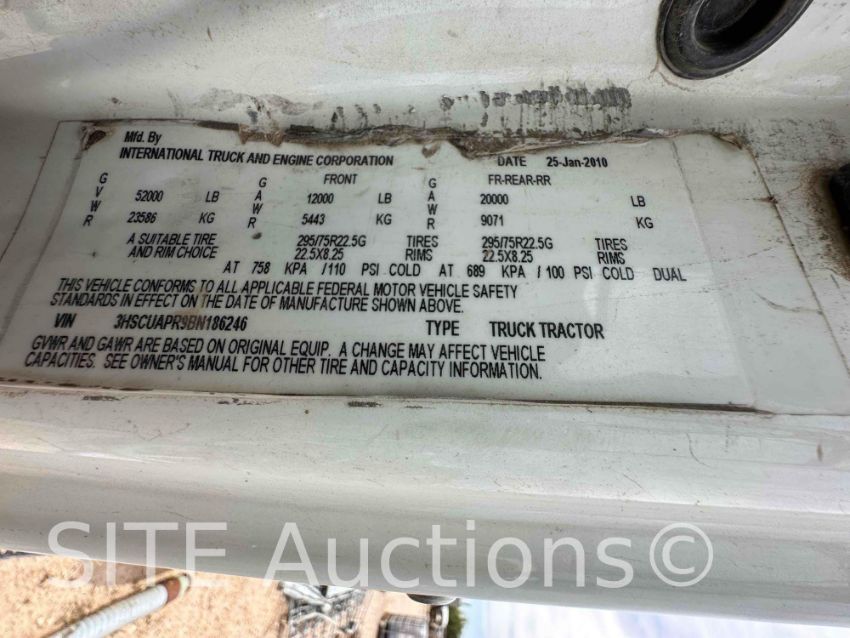 Mfd. By
INTERNATIONAL TRUCK AND ENGINE CORPORATION DATE 25-Jan-2010
G G FRONT G FR-REAR-RR
V 52000 LB A 12000 LB A 20000 LB
W W W
R 23586 KG R 5443 KG R 9071 KG
A SUITABLE TIRE 295/75R22.5G TIRES 295/75R22.5G TIRES
AND RIM CHOICE 22.5X8.25 RIMS 22.5X8.25 RIMS
AT 758 KPA /110 PSI COLD AT 689 KPA / 100 PSI COLD DUAL
THIS VEHICLE CONFORMS TO ALL APPLICABLE FEDERAL MOTOR VEHICLE SAFETY
STANDARDS IN EFFECT ON THE DATE OF MANUFACTURE SHOWN ABOVE.
VIN 3HSCUAPR9BN186246 TYPE TRUCK TRACTOR
GVWR AND GAWR ARE BASED ON ORIGINAL EQUIP. A CHANGE MAY AFFECT VEHICLE
CAPACITIES. SEE OWNER'S MANUAL FOR OTHER TIRE AND CAPACITY INFORMATION.
SITE Auctions©